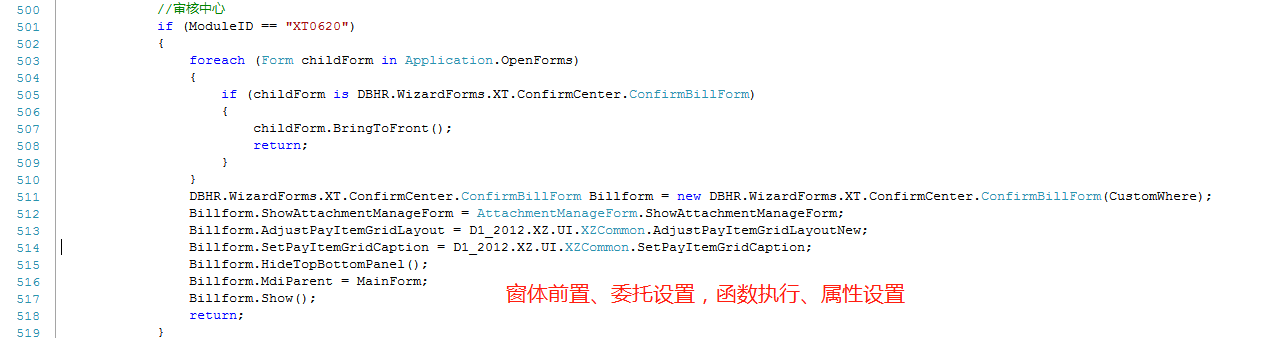 500 //审核中心
501 if (ModuleID == "XT0620")
502 {
503 foreach (Form childForm in Application.OpenForms)
504 {
505 if (childForm is DBHR.WizardForms.XT.ConfirmCenter.ConfirmBillForm)
506 {
507 childForm.BringToFront();
508 return;
509 }
510 }
511 DBHR.WizardForms.XT.ConfirmCenter.ConfirmBillForm Billform = new DBHR.WizardForms.XT.ConfirmCenter.ConfirmBillForm(CustomWhere);
512 Billform.ShowAttachmentManageForm = AttachmentManageForm.ShowAttachmentManageForm;
513 Billform.AdjustPayItemGridLayout = D1_2012.XZ.UI.XZCommon.AdjustPayItemGridLayoutNew;
514 Billform.SetPayItemGridCaption = D1_2012.XZ.UI.XZCommon.SetPayItemGridCaption;
515 Billform.HideTopBottomPanel();
516 Billform.MdiParent = MainForm;
517 Billform.Show();
窗体前置、委托设置，函数执行、属性设置
518 return;
519 }